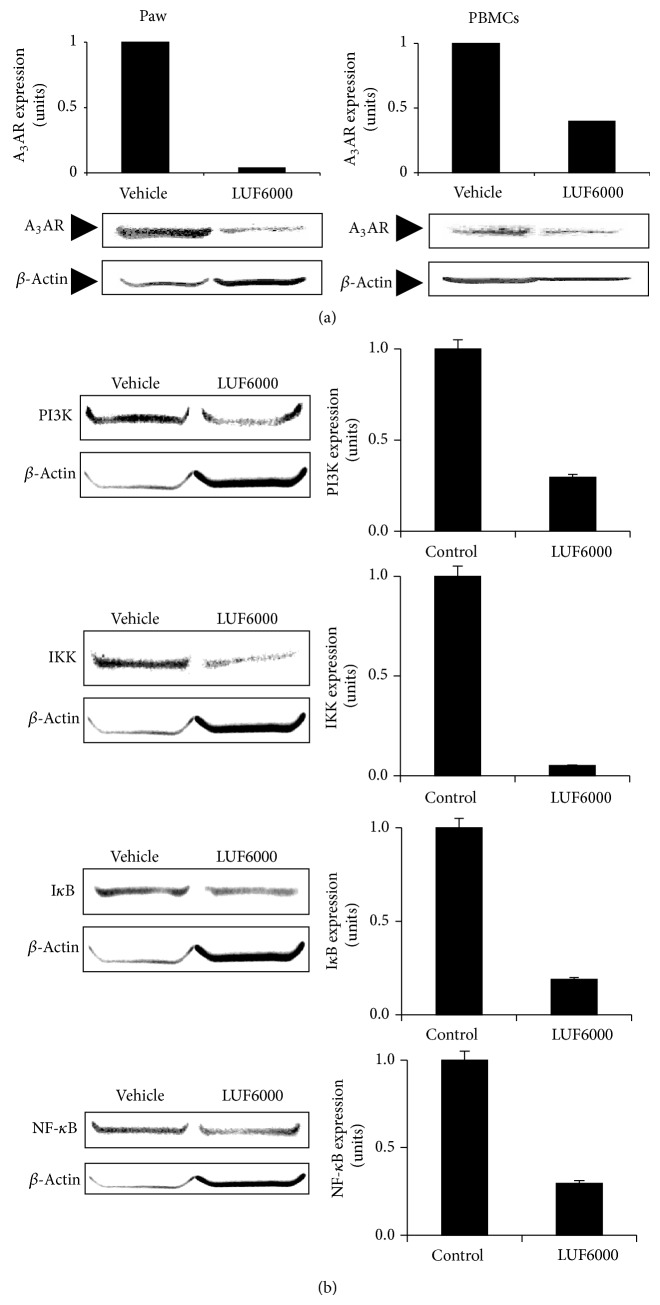 Paw
A₃AR expression
(units)
1
0.5
0
Vehicle LUF6000
A₃AR
β-Actin
PBMCs
A₃AR expression
(units)
1
0.5
0
Vehicle LUF6000
A₃AR
β-Actin
(a)
Vehicle LUF6000
PI3K
β-Actin
PI3K expression
(units)
1.0
0.5
0.0
Control LUF6000
Vehicle LUF6000
IKK
β-Actin
IKK expression
(units)
1.0
0.5
0.0
Control LUF6000
Vehicle LUF6000
IκB
β-Actin
IκB expression
(units)
1.0
0.5
0.0
Control LUF6000
Vehicle LUF6000
NF-κB
β-Actin
NF-κB expression
(units)
1.0
0.5
0.0
Control LUF6000
(b)